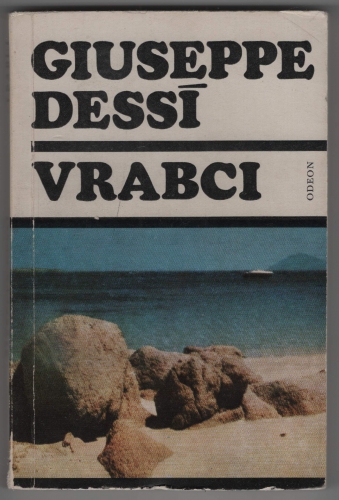 GIUSEPPE
DESSÍ
VRABCI
ODEON